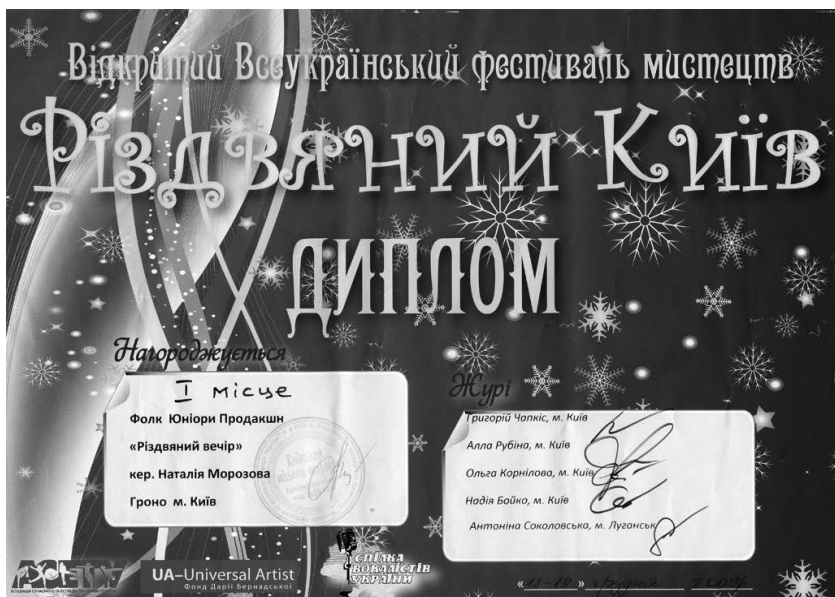 Відкритий Всеукраїнський фестиваль мистецтв
Різдвяний Київ
ДИПЛОМ
Нагороджується
I місце
Фолк Юніори Продакшн
«Різдвяний вечір»
кер. Наталія Морозова
Гроно м. Київ
Журі
Григорій Чапкіс, м. Київ
Алла Рубіна, м. Київ
Ольга Корнілова, м. Київ
Надія Бойко, м. Київ
Антоніна Соколовська, м. Луганськ
UA–Universal Artist
Фонд Дарії Бернадської
СПІЛКА
ВОКАЛІСТІВ
УКРАЇНИ
грудня